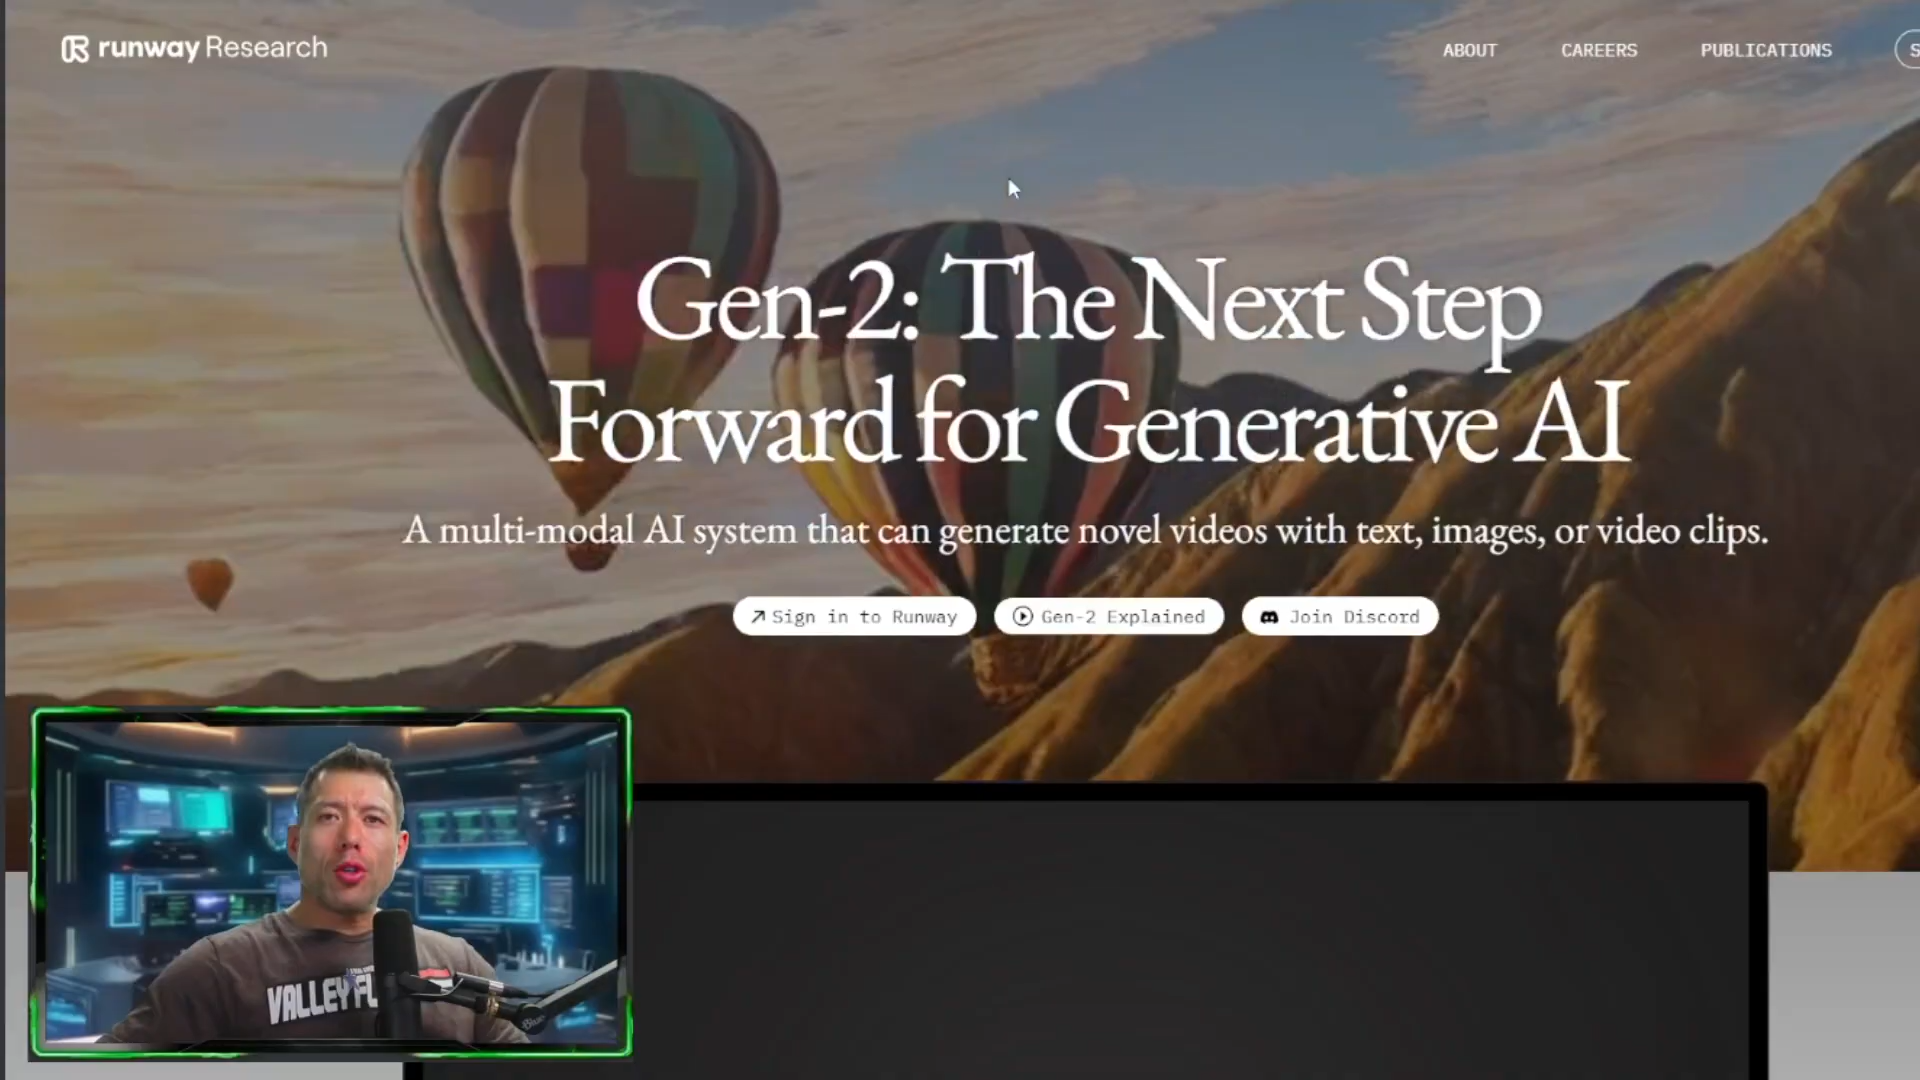 runway Research
ABOUT CAREERS PUBLICATIONS S
Gen-2: The Next Step
Forward for Generative AI
A multi-modal AI system that can generate novel videos with text, images, or video clips.
Sign in to Runway
Gen-2 Explained
Join Discord
VALLEYFL
Blue